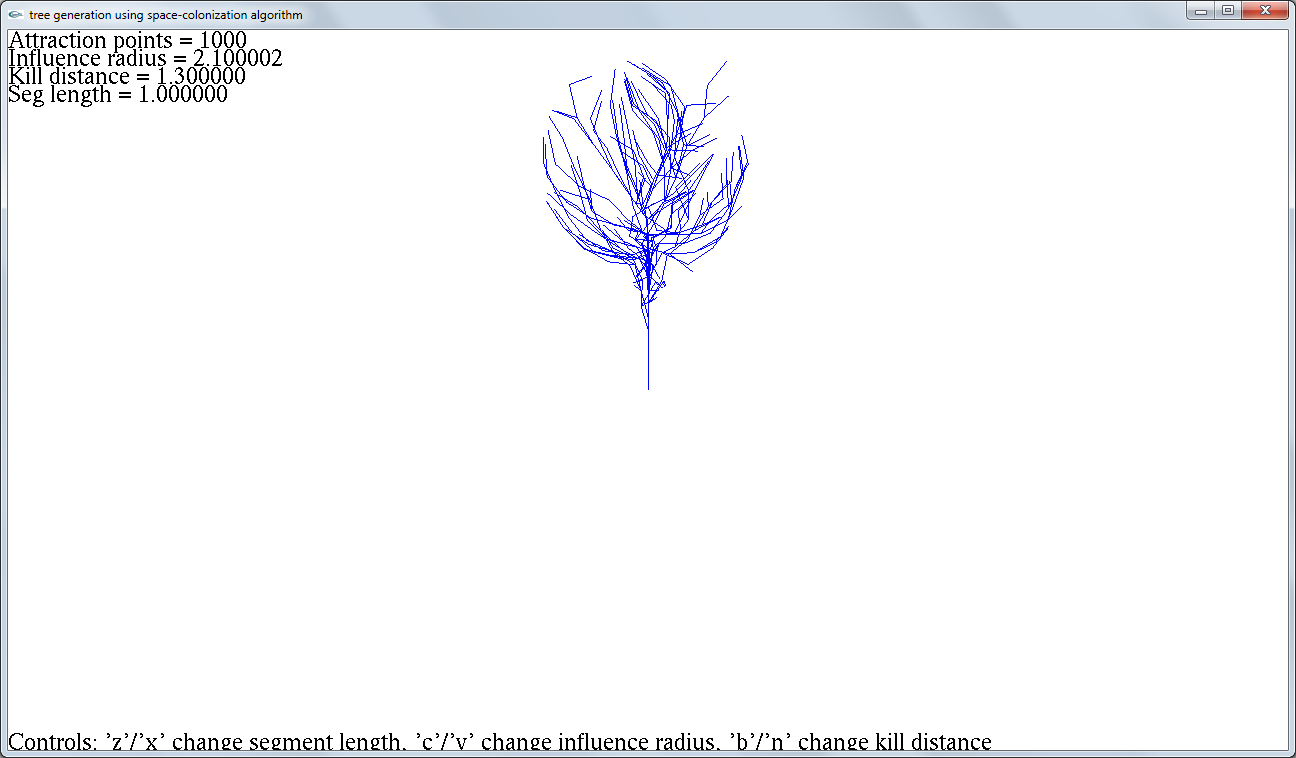 tree generation using space-colonization algorithm
Attraction points = 1000
Influence radius = 2.100002
Kill distance = 1.300000
Seg length = 1.000000
Controls: 'z'/'x' change segment length, 'c'/'v' change influence radius, 'b'/'n' change kill distance